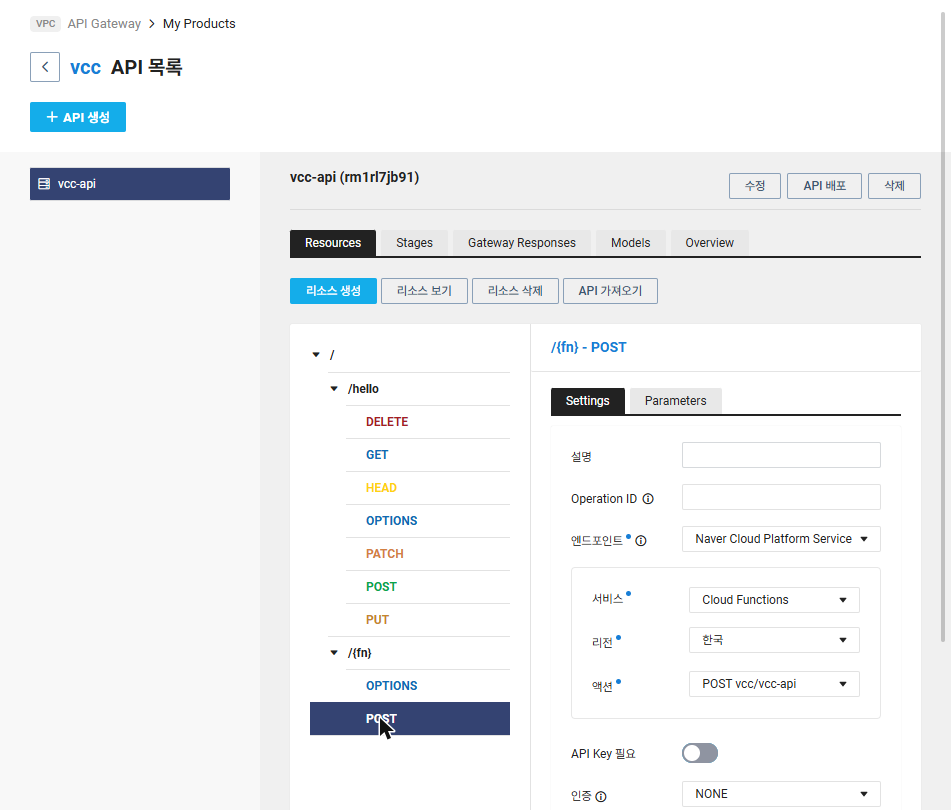 VPC API Gateway > My Products
< vcc API 목록
+ API 생성
vcc-api
vcc-api (rm1rl7jb91)
수정 API 배포 삭제
Resources Stages Gateway Responses Models Overview
리소스 생성 리소스 보기 리소스 삭제 API 가져오기
/
/hello
DELETE
GET
HEAD
OPTIONS
PATCH
POST
PUT
/{fn}
OPTIONS
POST
/{fn} - POST
Settings Parameters
설명
Operation ID
엔드포인트 Naver Cloud Platform Service
서비스 Cloud Functions
리전 한국
액션 POST vcc/vcc-api
API Key 필요
인증 NONE